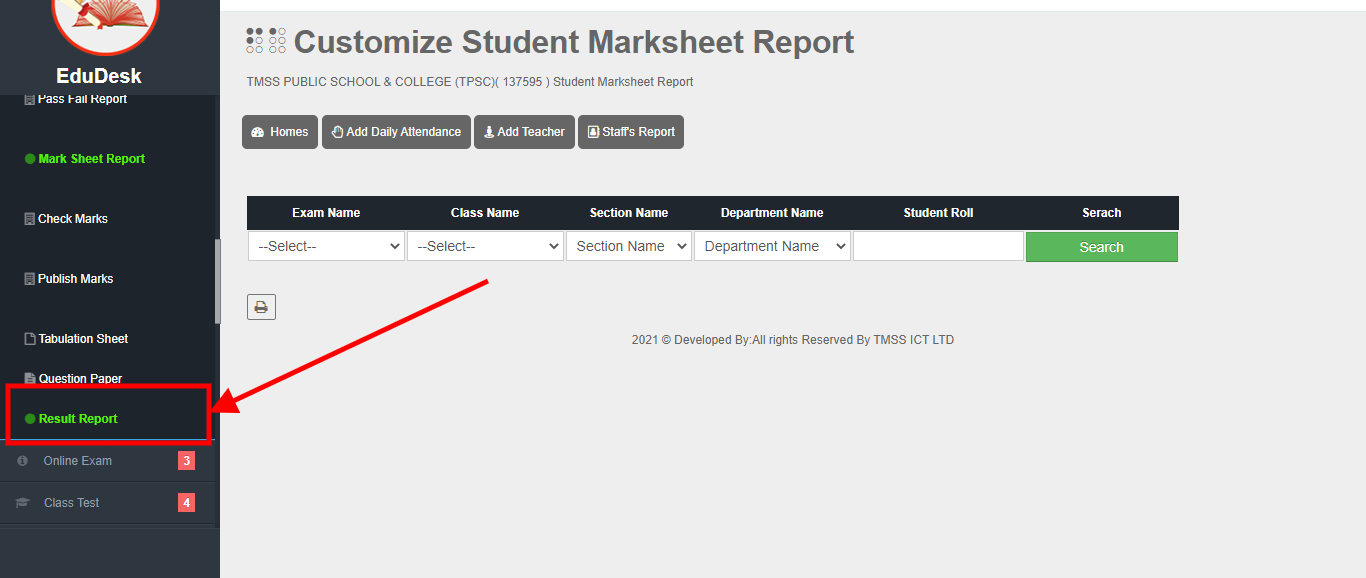 EduDesk
Pass Fail Report
Mark Sheet Report
Check Marks
Publish Marks
Tabulation Sheet
Question Paper
Result Report
Online Exam 3
Class Test 4
Customize Student Marksheet Report
TMSS PUBLIC SCHOOL & COLLEGE (TPSC)( 137595 ) Student Marksheet Report
Homes Add Daily Attendance Add Teacher Staff's Report
Exam Name Class Name Section Name Department Name Student Roll Serach
--Select-- --Select-- Section Name Department Name Search
2021 © Developed By:All rights Reserved By TMSS ICT LTD